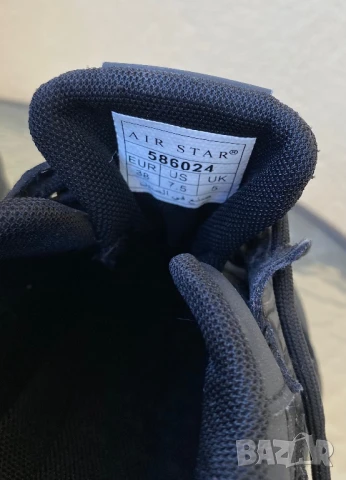 AIR STAR®
586024
EUR US UK
38 7.5 5
BAZAR